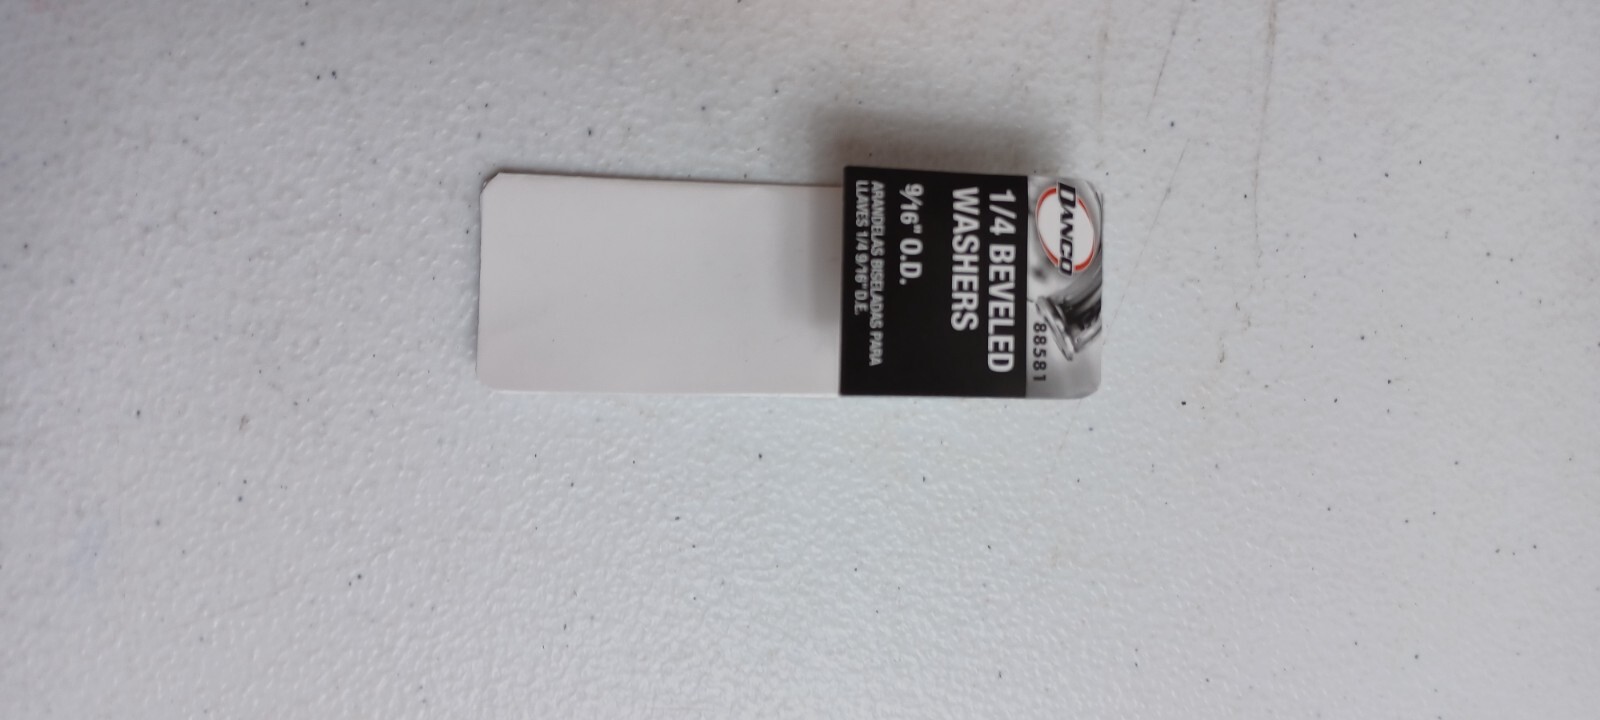 DANCO
88581
1/4 BEVELED
WASHERS
9/16" O.D.
ARANDELAS BISELADAS PARA
LLAVES 1/4 9/16" D.E.